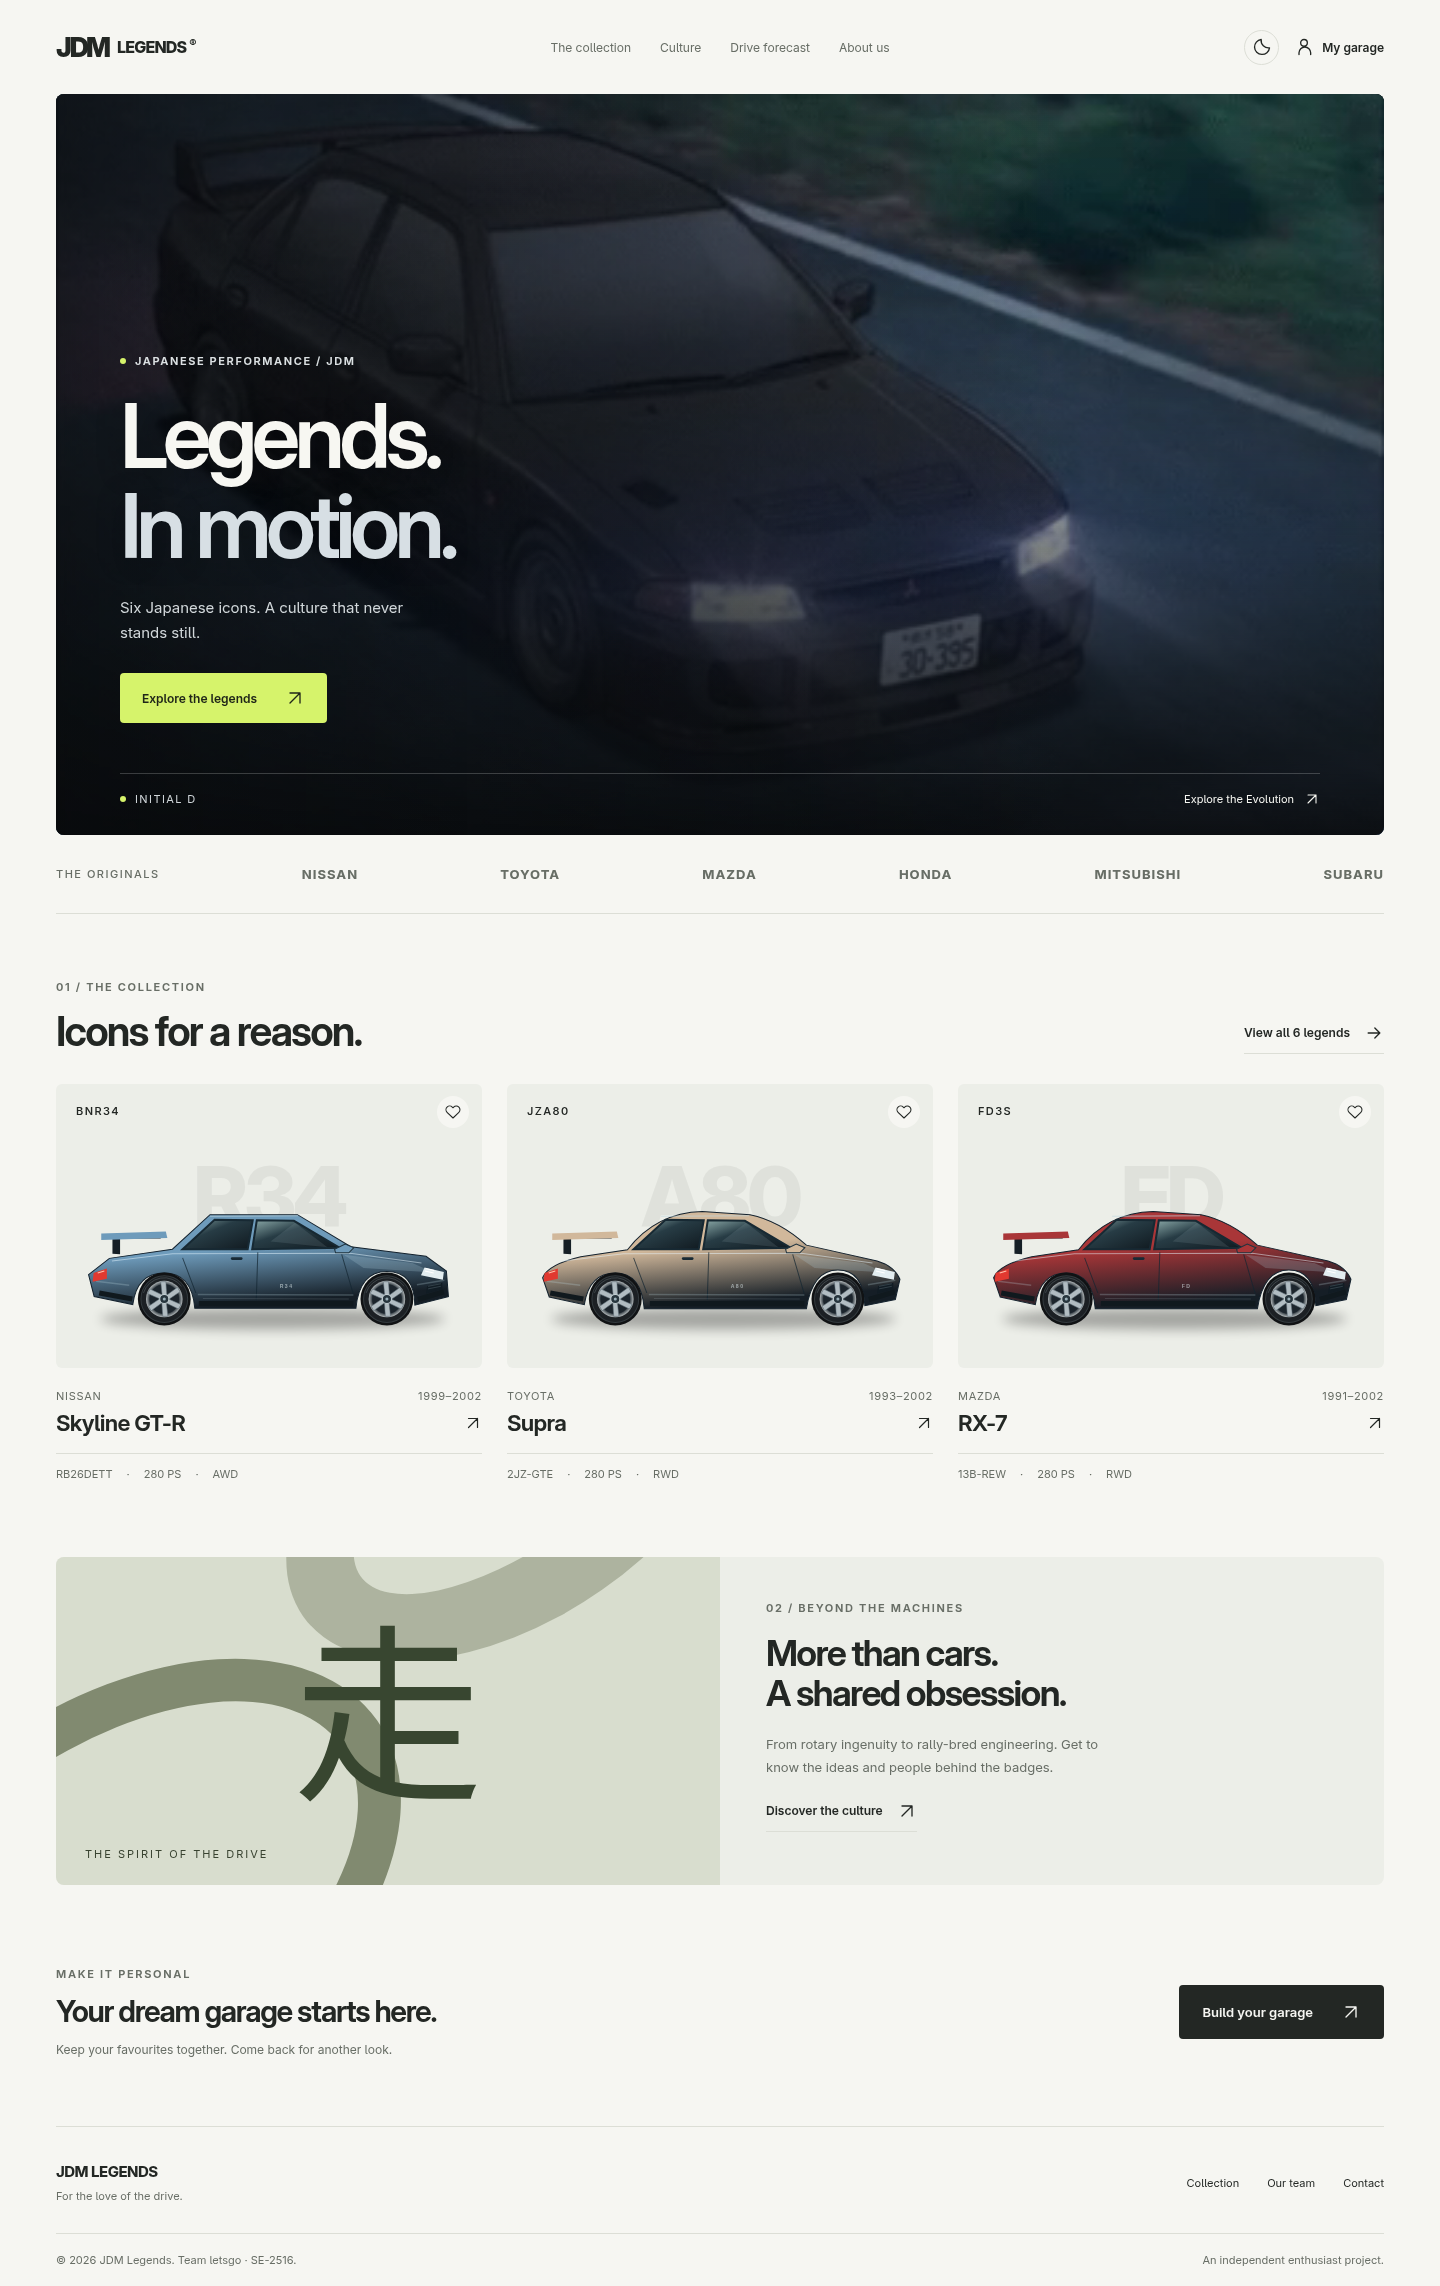 JDM LEGENDS ®
The collection
Culture
Drive forecast
About us
My garage
JAPANESE PERFORMANCE / JDM
Legends.
In motion.
Six Japanese icons. A culture that never
stands still.
Explore the legends
30-395
INITIAL D
Explore the Evolution
THE ORIGINALS
NISSAN
TOYOTA
MAZDA
HONDA
MITSUBISHI
SUBARU
01 / THE COLLECTION
Icons for a reason.
View all 6 legends
BNR34
R34
R34
NISSAN
1999–2002
Skyline GT-R
RB26DETT · 280 PS · AWD
JZA80
A80
A80
TOYOTA
1993–2002
Supra
2JZ-GTE · 280 PS · RWD
FD3S
FD
FD
MAZDA
1991–2002
RX-7
13B-REW · 280 PS · RWD
走
THE SPIRIT OF THE DRIVE
02 / BEYOND THE MACHINES
More than cars.
A shared obsession.
From rotary ingenuity to rally-bred engineering. Get to
know the ideas and people behind the badges.
Discover the culture
MAKE IT PERSONAL
Your dream garage starts here.
Keep your favourites together. Come back for another look.
Build your garage
JDM LEGENDS
For the love of the drive.
Collection
Our team
Contact
© 2026 JDM Legends. Team letsgo · SE-2516.
An independent enthusiast project.